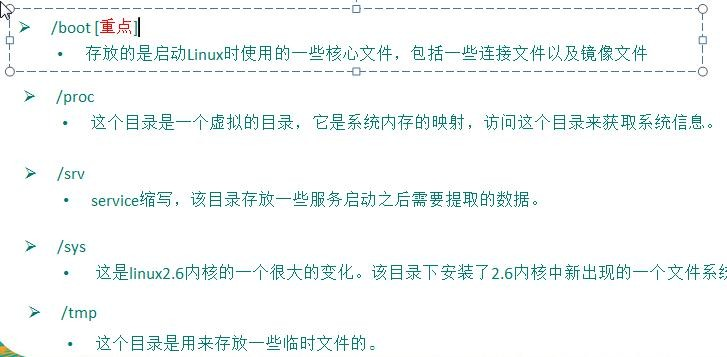 /boot [重点]
存放的是启动Linux时使用的一些核心文件，包括一些连接文件以及镜像文件
/proc
这个目录是一个虚拟的目录，它是系统内存的映射，访问这个目录来获取系统信息。
/srv
service缩写，该目录存放一些服务启动之后需要提取的数据。
/sys
这是linux2.6内核的一个很大的变化。该目录下安装了2.6内核中新出现的一个文件系统
/tmp
这个目录是用来存放一些临时文件的。